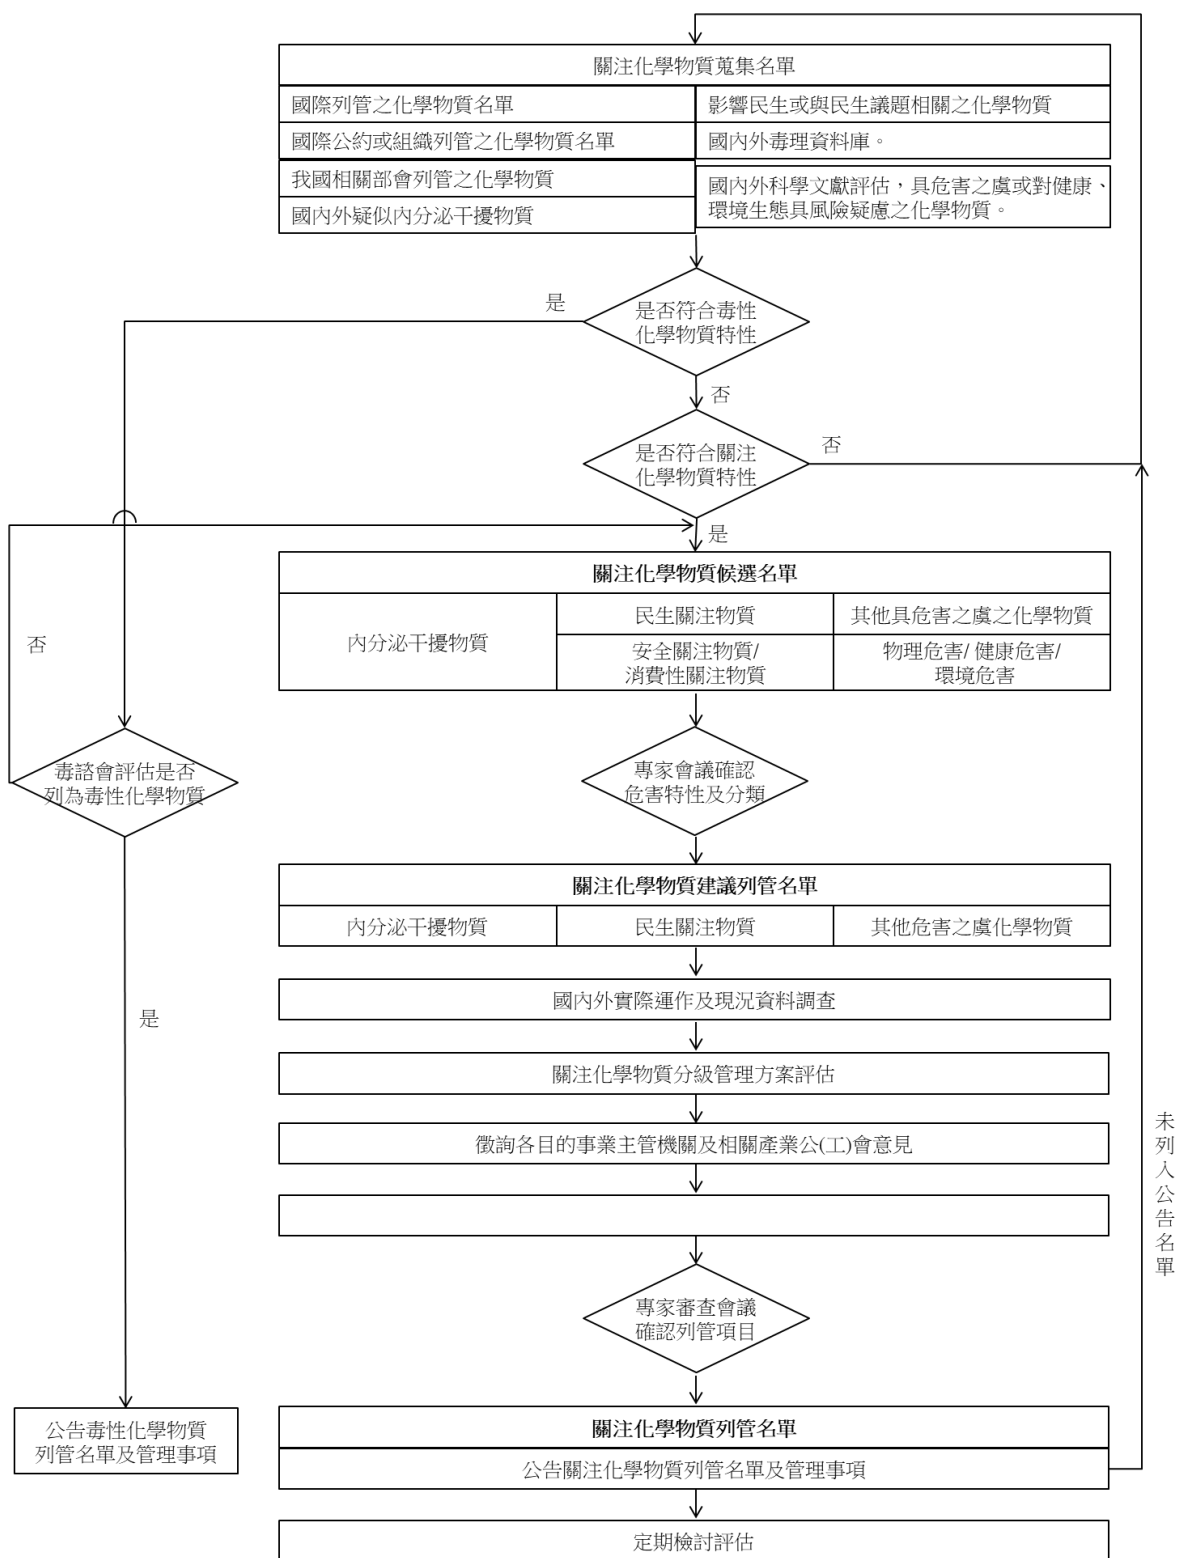 關注化學物質蒐集名單
國際列管之化學物質名單
影響民生或與民生議題相關之化學物質
國際公約或組織列管之化學物質名單
國內外毒理資料庫。
我國相關部會列管之化學物質
國內外疑似內分泌干擾物質
國內外科學文獻評估，具危害之虞或對健康、
環境生態具風險疑慮之化學物質。
是
是否符合毒性
化學物質特性
否
是否符合關注
化學物質特性
否
是
關注化學物質候選名單
內分泌干擾物質
民生關注物質
其他具危害之虞之化學物質
安全關注物質/
消費性關注物質
物理危害/ 健康危害/
環境危害
否
毒諮會評估是否
列為毒性化學物質
專家會議確認
危害特性及分類
關注化學物質建議列管名單
內分泌干擾物質
民生關注物質
其他危害之虞化學物質
國內外實際運作及現況資料調查
是
關注化學物質分級管理方案評估
徵詢各目的事業主管機關及相關產業公(工)會意見
未列入公告名單
專家審查會議
確認列管項目
關注化學物質列管名單
公告毒性化學物質
列管名單及管理事項
公告關注化學物質列管名單及管理事項
定期檢討評估